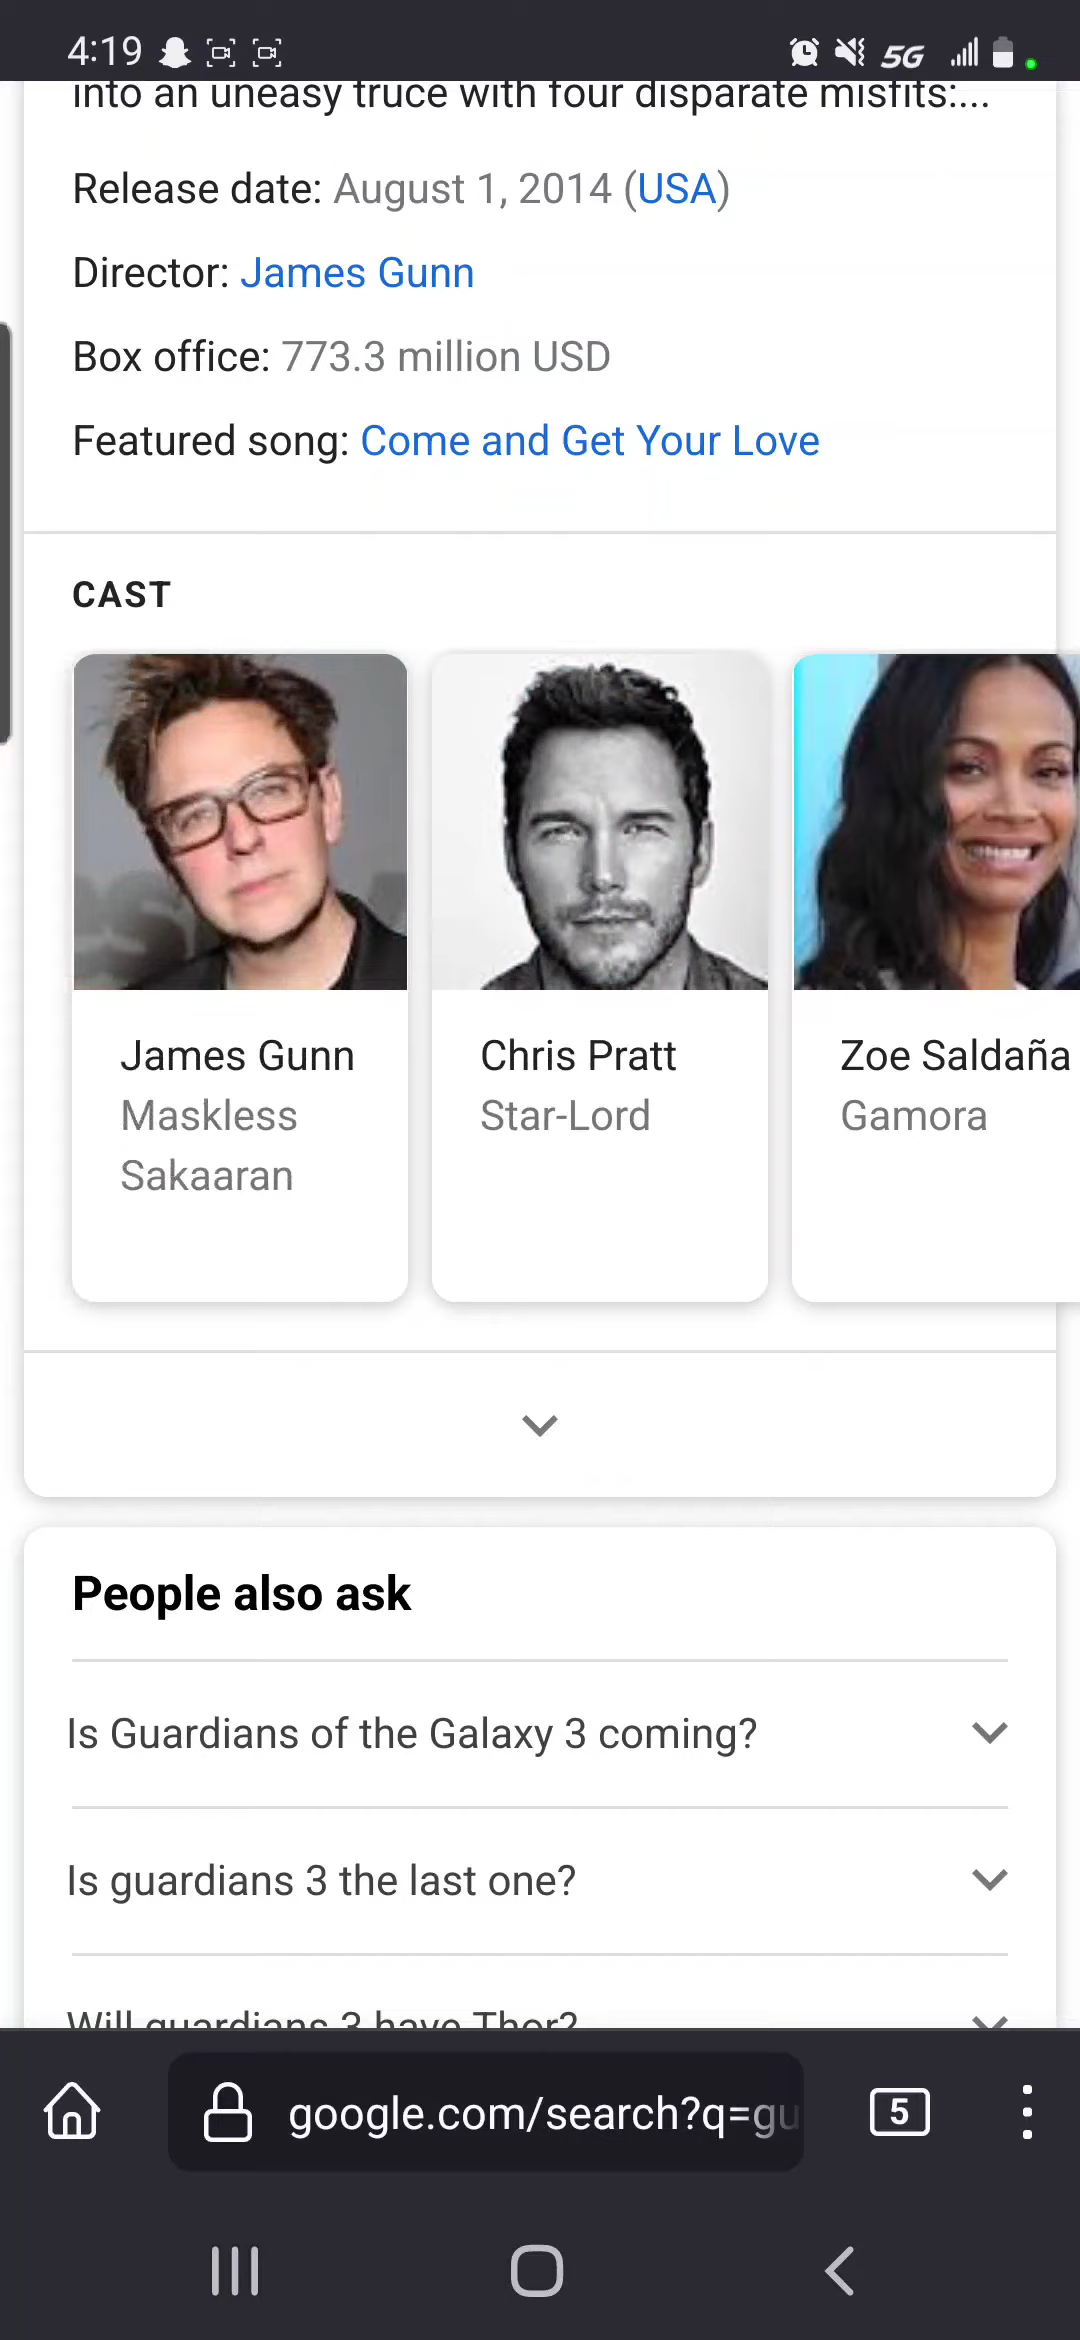 4:19
5G
into an uneasy truce with four disparate misfits:...
Release date: August 1, 2014 (USA)
Director: James Gunn
Box office: 773.3 million USD
Featured song: Come and Get Your Love
CAST
James Gunn
Maskless
Sakaaran
Chris Pratt
Star-Lord
Zoe Saldaña
Gamora
People also ask
Is Guardians of the Galaxy 3 coming?
Is guardians 3 the last one?
Will guardians 3 have Thor?
google.com/search?q=gu
5